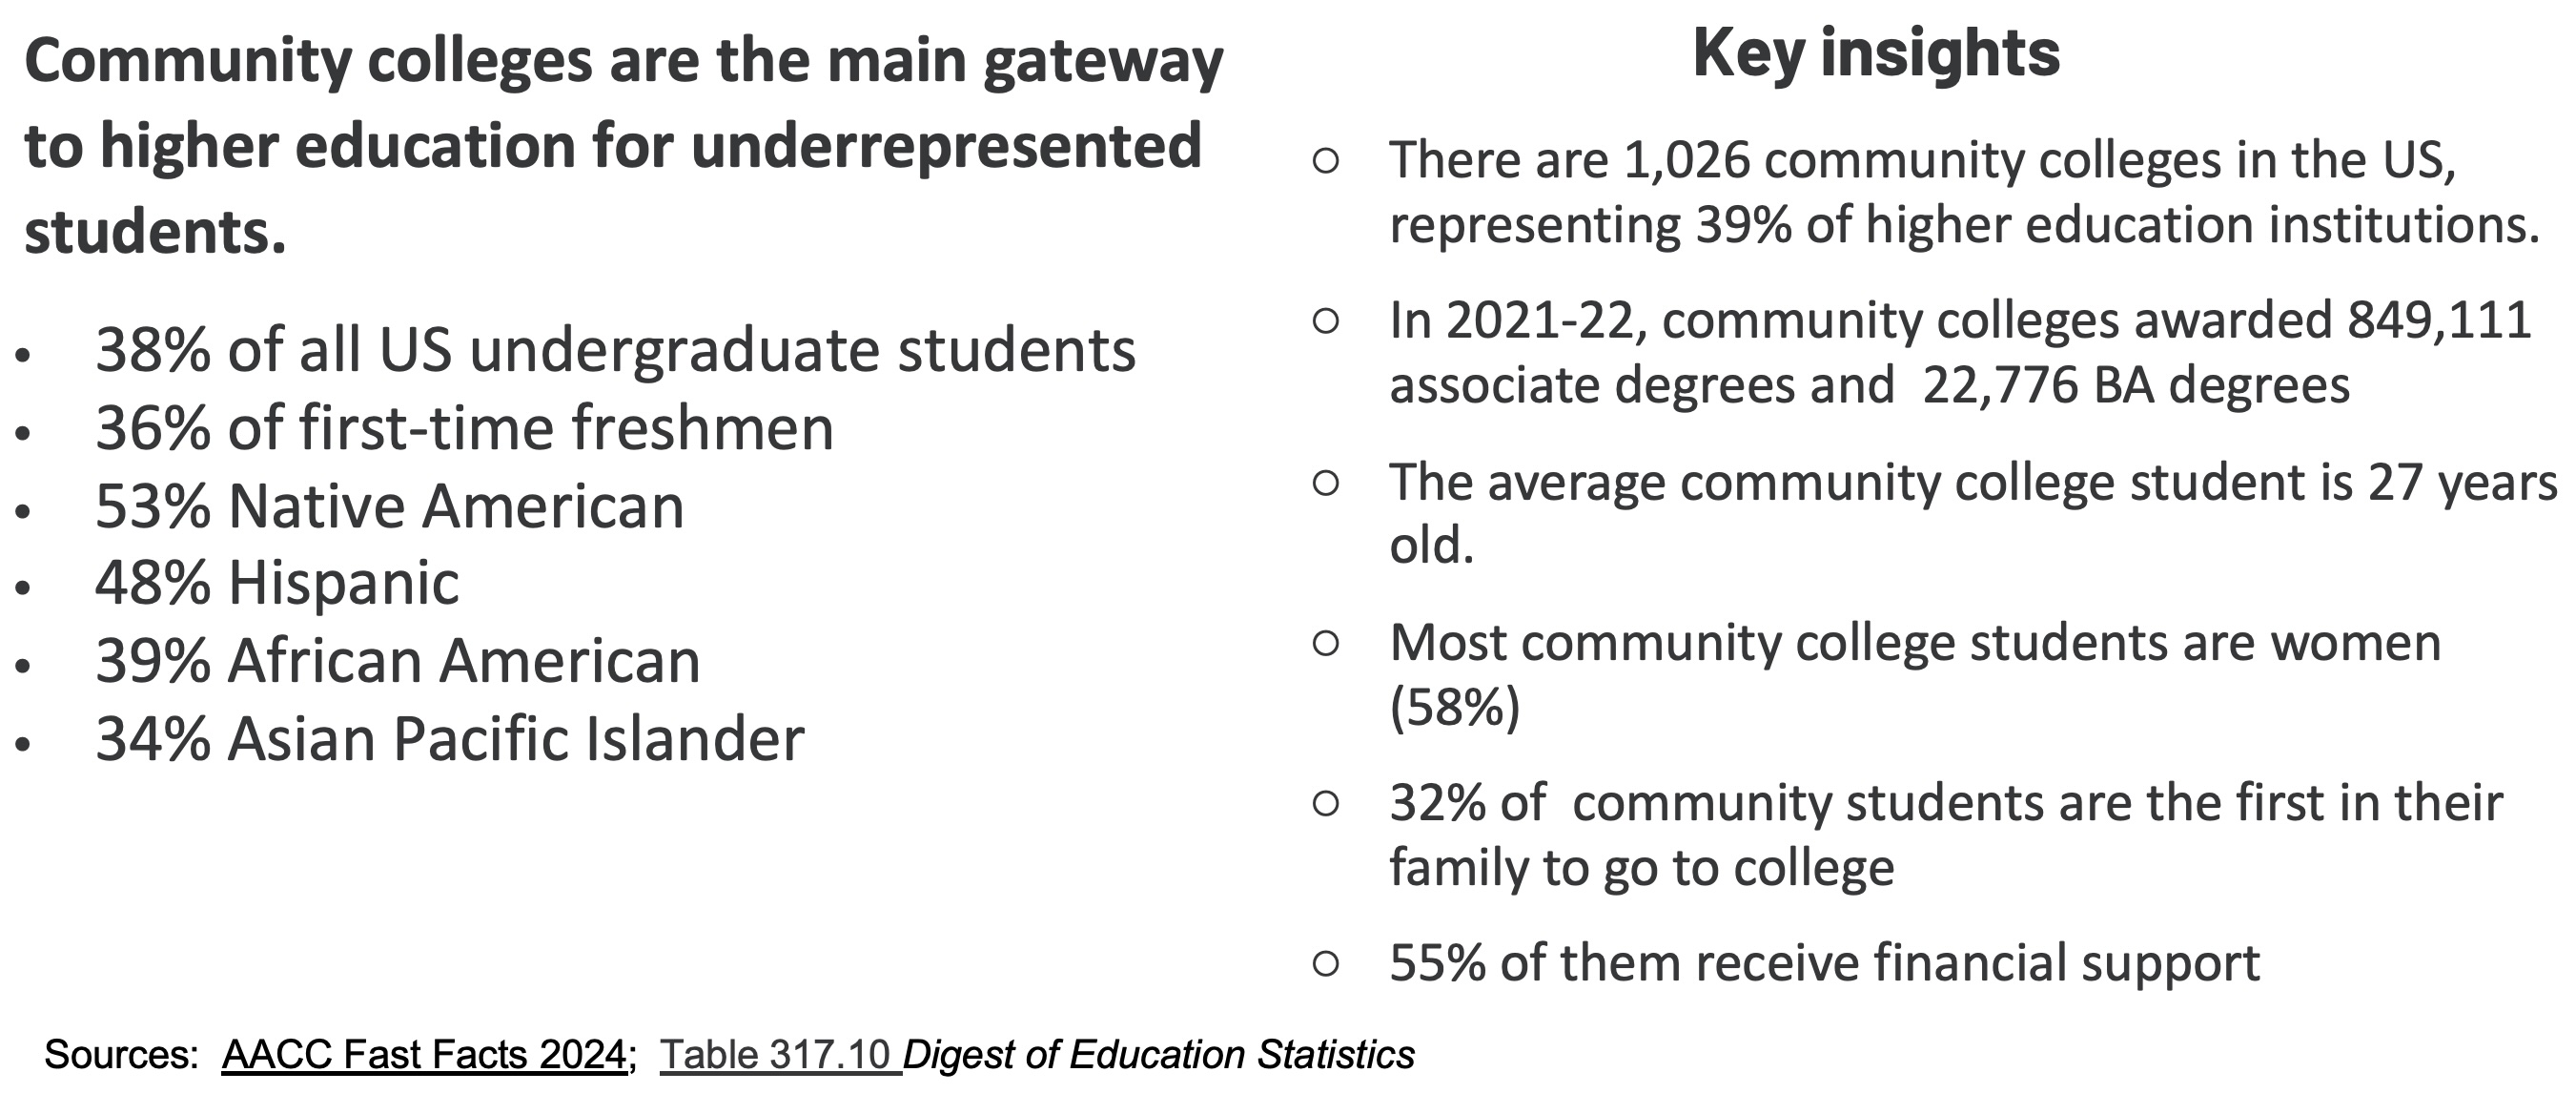 Community colleges are the main gateway
to higher education for underrepresented
students.
• 38% of all US undergraduate students
• 36% of first-time freshmen
• 53% Native American
• 48% Hispanic
• 39% African American
• 34% Asian Pacific Islander
Key insights
○ There are 1,026 community colleges in the US,
representing 39% of higher education institutions.
○ In 2021-22, community colleges awarded 849,111
associate degrees and  22,776 BA degrees
○ The average community college student is 27 years
old.
○ Most community college students are women
(58%)
○ 32% of  community students are the first in their
family to go to college
○ 55% of them receive financial support
Sources:  AACC Fast Facts 2024;  Table 317.10 Digest of Education Statistics